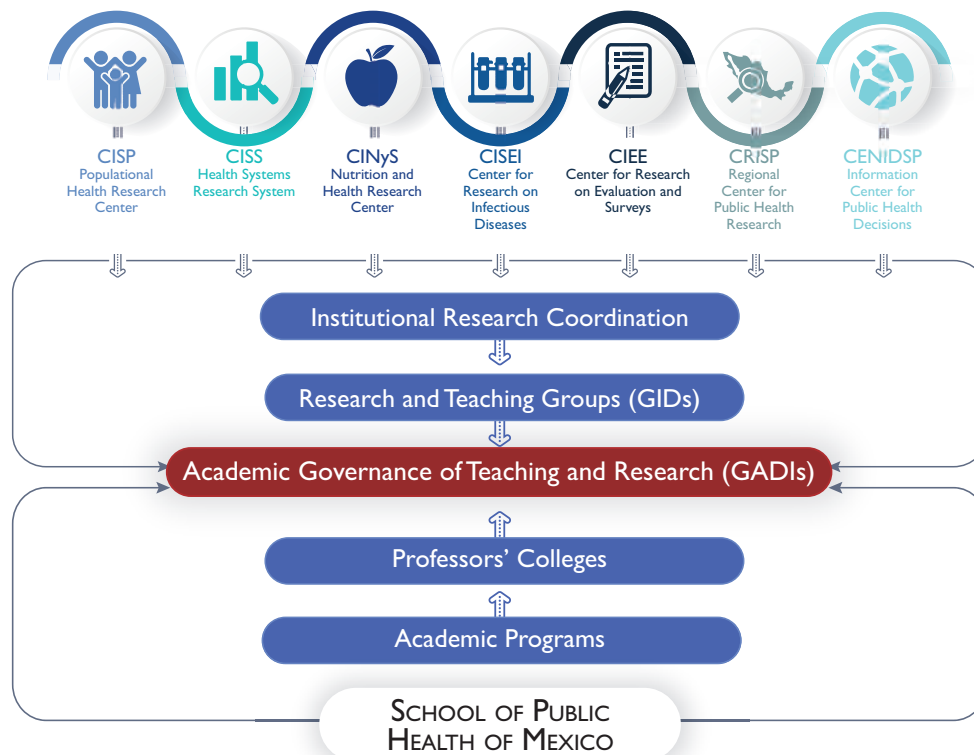 CISP
Populational
Health Research
Center
CISS
Health Systems
Research System
CINyS
Nutrition and
Health Research
Center
CISEI
Center for
Research on
Infectious
Diseases
CIEE
Center for Research
on Evaluation and
Surveys
CRISP
Regional
Center for
Public Health
Research
CENIDSP
Information
Center for
Public Health
Decisions
Institutional Research Coordination
Research and Teaching Groups (GIDs)
Academic Governance of Teaching and Research (GADIs)
Professors’ Colleges
Academic Programs
School of Public
Health of Mexico